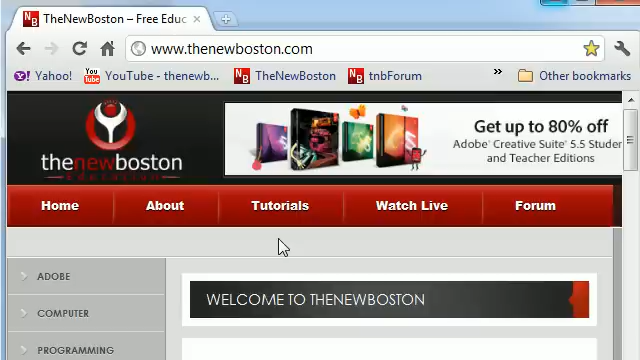 TheNewBoston – Free Educ
www.thenewboston.com
Yahoo!
YouTube - thenewb...
TheNewBoston
tnbForum
»
Other bookmarks
thenewboston
Get up to 80% off
Adobe® Creative Suite® 5.5 Studen
and Teacher Editions
Home
About
Tutorials
Watch Live
Forum
ADOBE
WELCOME TO THENEWBOSTON
COMPUTER
PROGRAMMING